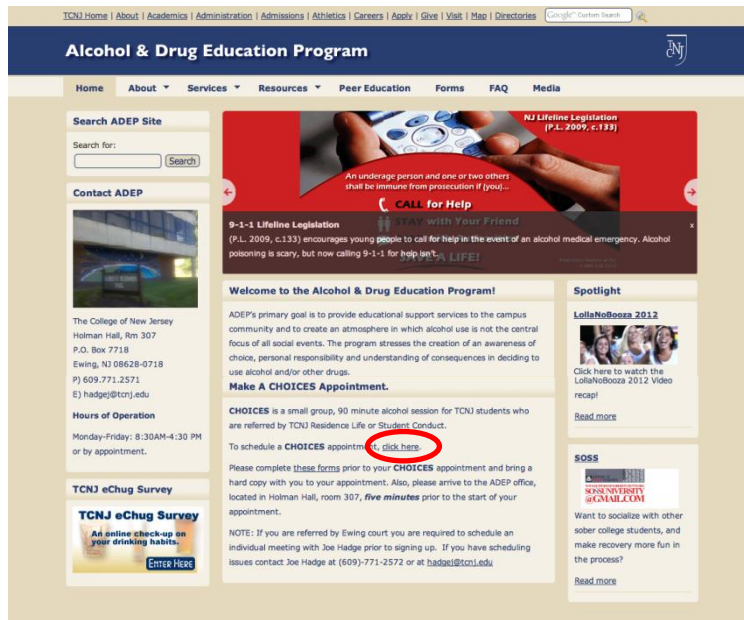 TCNJ Home | About | Academics | Administration | Admissions | Athletics | Careers | Apply | Give | Visit | Map | Directories
Google™ Custom Search
Alcohol & Drug Education Program
TCNJ
Home About Services Resources Peer Education Forms FAQ Media
Search ADEP Site
Search for:
Search
Contact ADEP
The College of New Jersey
Holman Hall, Rm 307
P.O. Box 7718
Ewing, NJ 08628-0718
P) 609.771.2571
E) hadgej@tcnj.edu
Hours of Operation
Monday-Friday: 8:30AM-4:30 PM
or by appointment.
TCNJ eChug Survey
TCNJ eChug Survey
An online check-up on
your drinking habits.
ENTER HERE
NJ Lifeline Legislation
(P.L. 2009, c.133)
An underage person and one or two others
shall be immune from prosecution if (you)...
CALL for Help
STAY with Your Friend
SAVE A LIFE!
9-1-1 Lifeline Legislation
x
(P.L. 2009, c.133) encourages young people to call for help in the event of an alcohol medical emergency. Alcohol
poisoning is scary, but now calling 9-1-1 for help isn't.
Welcome to the Alcohol & Drug Education Program!
ADEP's primary goal is to provide educational support services to the campus
community and to create an atmosphere in which alcohol use is not the central
focus of all social events. The program stresses the creation of an awareness of
choice, personal responsibility and understanding of consequences in deciding to
use alcohol and/or other drugs.
Make A CHOICES Appointment.
CHOICES is a small group, 90 minute alcohol session for TCNJ students who
are referred by TCNJ Residence Life or Student Conduct.
To schedule a CHOICES appointment, click here.
Please complete these forms prior to your CHOICES appointment and bring a
hard copy with you to your appointment. Also, please arrive to the ADEP office,
located in Holman Hall, room 307, five minutes prior to the start of your
appointment.
NOTE: If you are referred by Ewing court you are required to schedule an
individual meeting with Joe Hadge prior to signing up. If you have scheduling
issues contact Joe Hadge at (609)-771-2572 or at hadgej@tcnj.edu
Spotlight
LollaNoBooza 2012
Click here to watch the
LollaNoBooza 2012 Video
recap!
Read more
SOSS
SOSSUNIVERSITY
@GMAIL.COM
Want to socialize with other
sober college students, and
make recovery more fun in
the process?
Read more